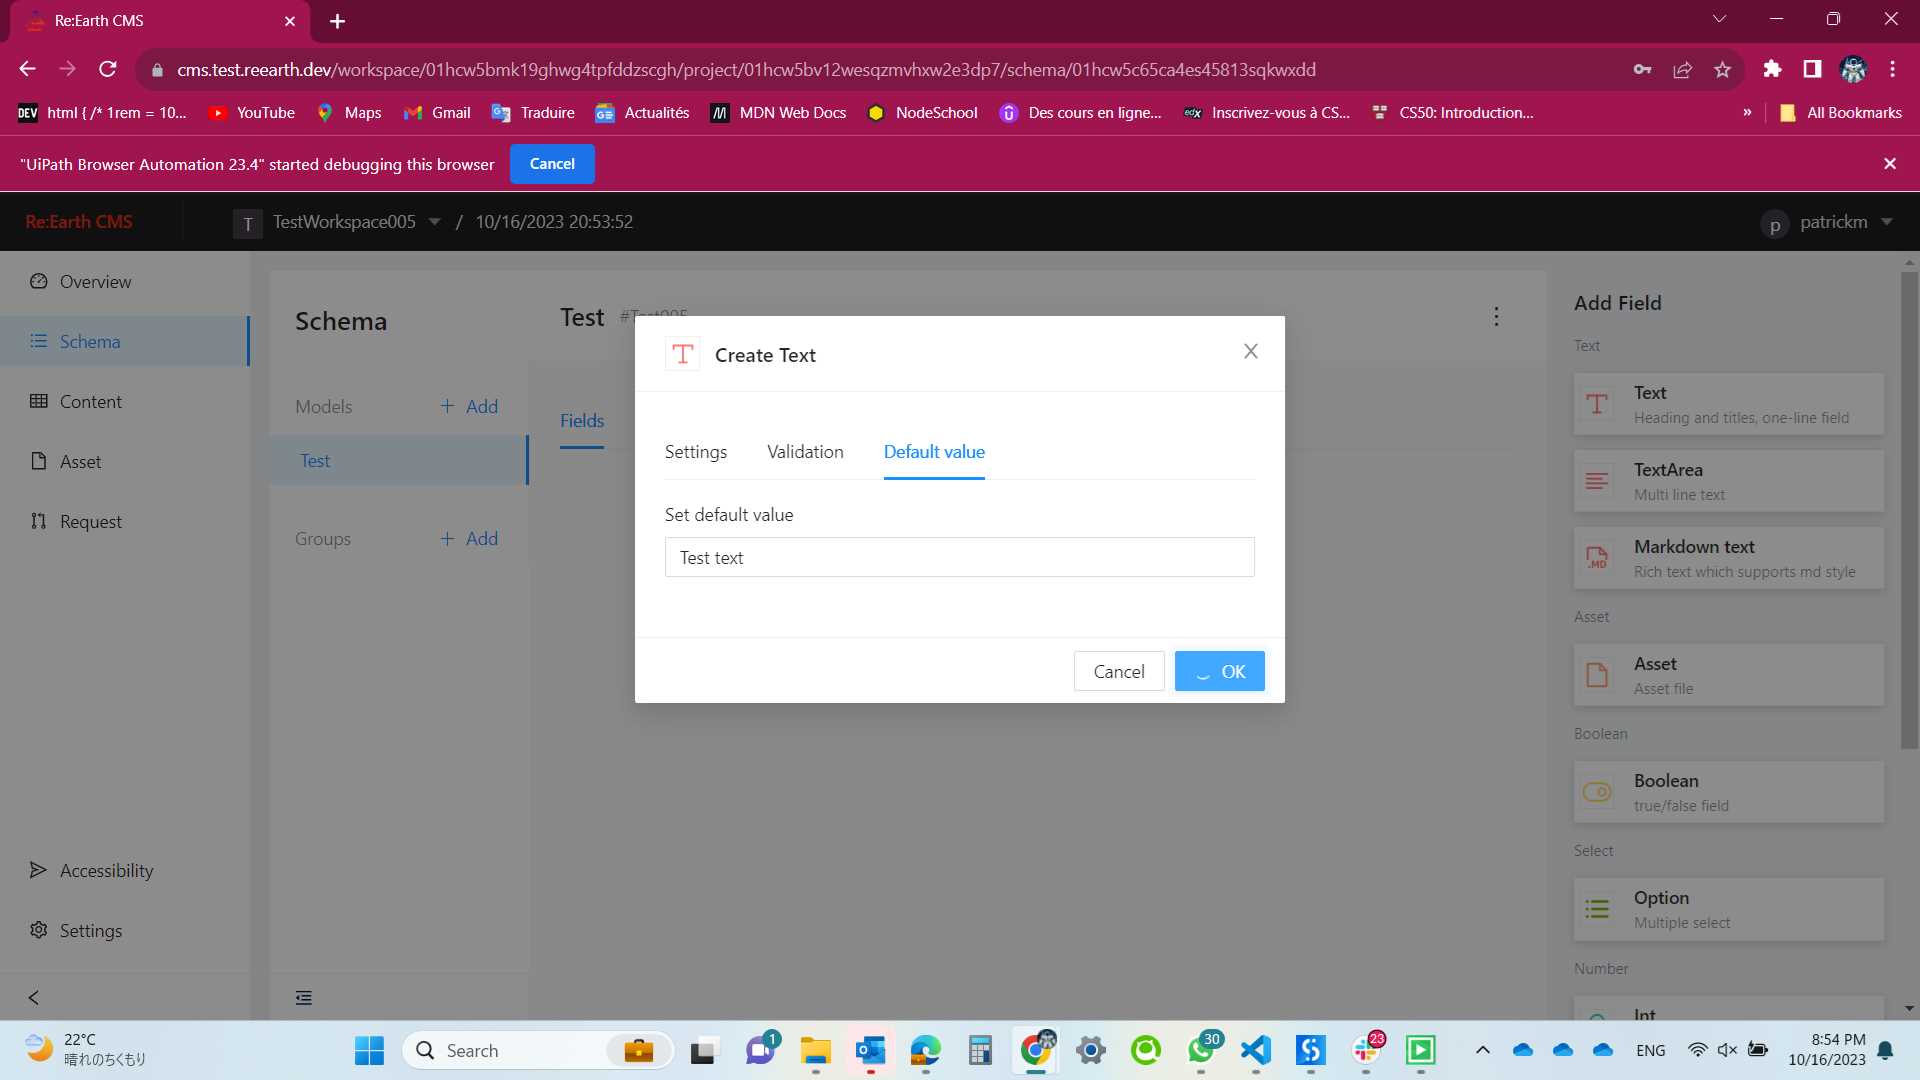 Re:Earth CMS
cms.test.reearth.dev/workspace/01hcw5bmk19ghwg4tpfddzscgh/project/01hcw5bv12wesqzmvhxw2e3dp7/schema/01hcw5c65ca4es45813sqkwxdd
DEV html { /* 1rem = 10... YouTube Maps Gmail Traduire Actualités MDN Web Docs NodeSchool Des cours en ligne... edX Inscrivez-vous à CS... CS50: Introduction... » All Bookmarks
"UiPath Browser Automation 23.4" started debugging this browser Cancel
Re:Earth CMS T TestWorkspace005 / 10/16/2023 20:53:52 p patrickm
Overview
Schema
Content
Asset
Request
Accessibility
Settings
Schema
Models + Add
Test
Groups + Add
Test #Test005
Fields
Create Text
Settings Validation Default value
Set default value
Test text
Cancel OK
Add Field
Text
Text
Heading and titles, one-line field
TextArea
Multi line text
Markdown text
Rich text which supports md style
Asset
Asset
Asset file
Boolean
Boolean
true/false field
Select
Option
Multiple select
Number
Int
22°C
晴れのちくもり
Search
1
30
23
ENG
8:54 PM
10/16/2023